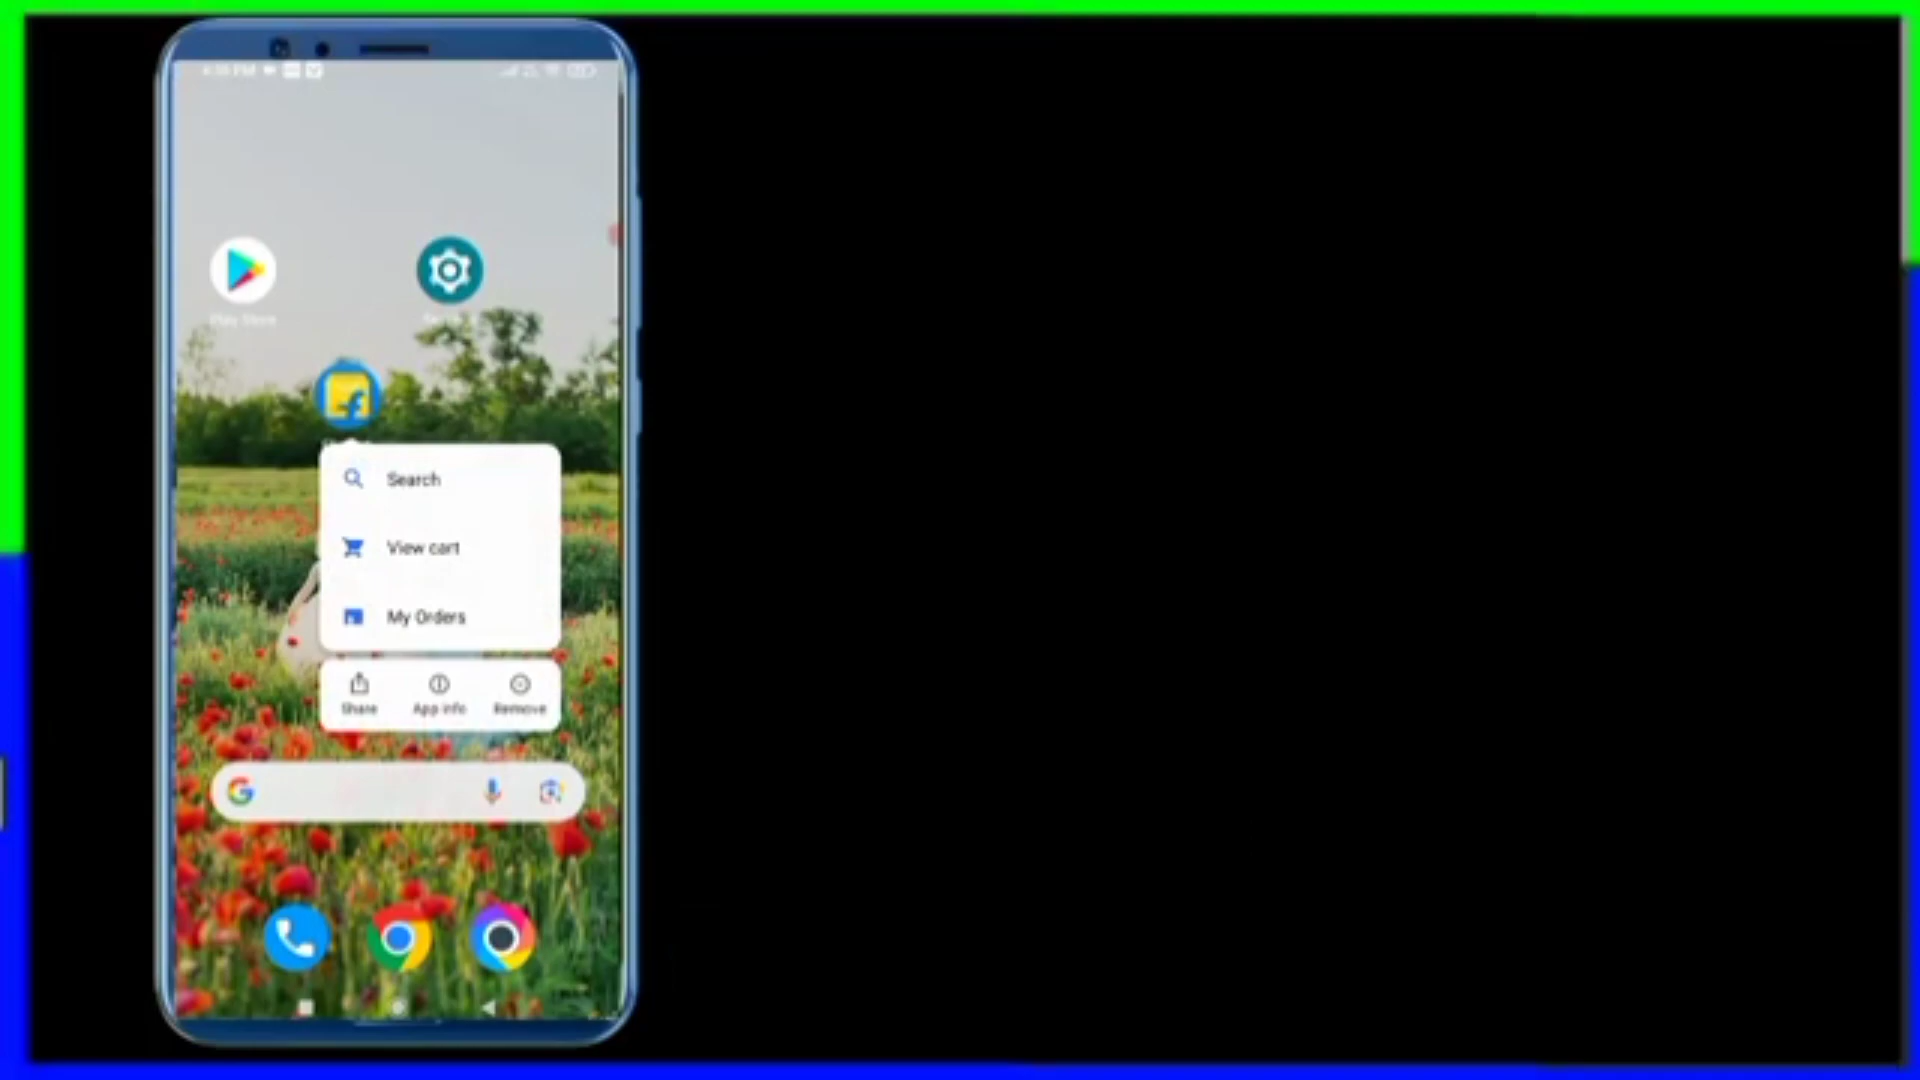 Play Store
Search
View cart
My Orders
Share
App info
Remove